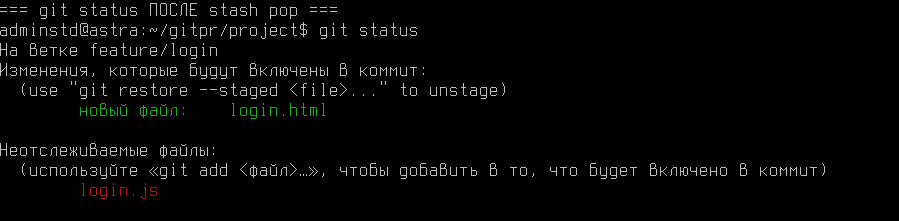 === git status ПОСЛЕ stash pop ===
adminstd@astra:~/gitpr/project$ git status
На ветке feature/login
Изменения, которые будут включены в коммит:
  (use "git restore --staged <file>..." to unstage)
        новый файл:    login.html

Неотслеживаемые файлы:
  (используйте «git add <файл>…», чтобы добавить в то, что будет включено в коммит)
        login.js